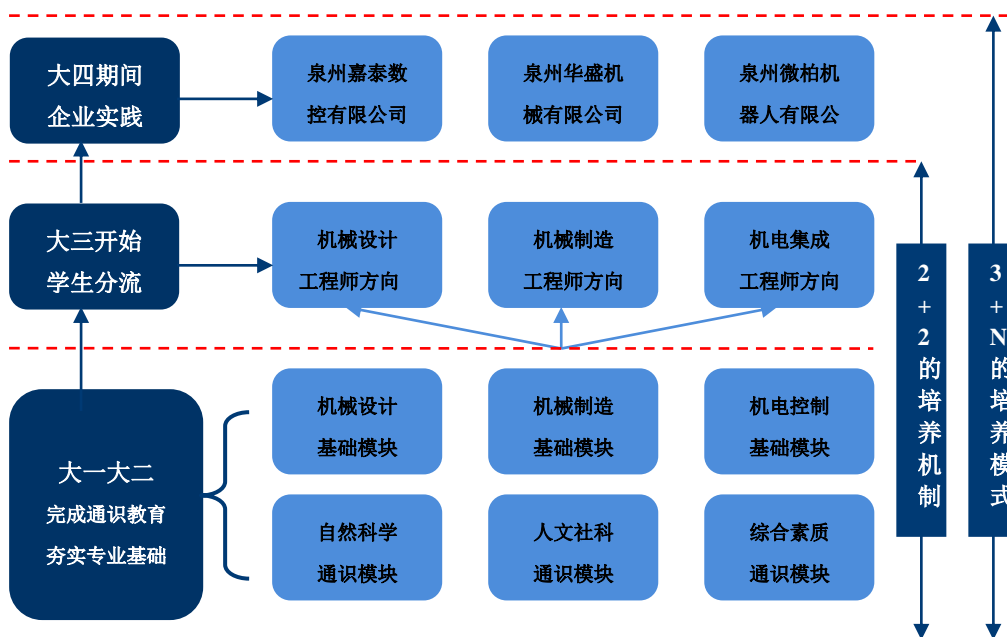 大四期间
企业实践
泉州嘉泰数
控有限公司
泉州华盛机
械有限公司
泉州微柏机
器人有限公
大三开始
学生分流
机械设计
工程师方向
机械制造
工程师方向
机电集成
工程师方向
大一大二
完成通识教育
夯实专业基础
机械设计
基础模块
机械制造
基础模块
机电控制
基础模块
自然科学
通识模块
人文社科
通识模块
综合素质
通识模块
2+2的培养机制
3+N的培养模式